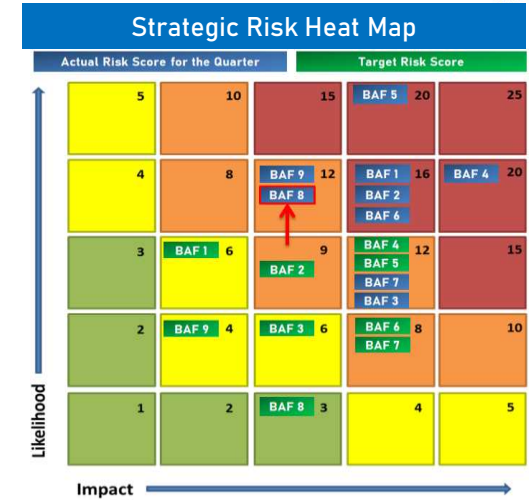 Strategic Risk Heat Map
Actual Risk Score for the Quarter
Target Risk Score
5
10
15
BAF 5 20
25
4
8
BAF 9 12
BAF 8
BAF 1 16
BAF 2
BAF 6
BAF 4 20
3
BAF 1 6
9
BAF 2
BAF 4 12
BAF 5
BAF 7
BAF 3
15
2
BAF 9 4
BAF 3 6
BAF 6 8
BAF 7
10
1
2
BAF 8 3
4
5
Likelihood
Impact